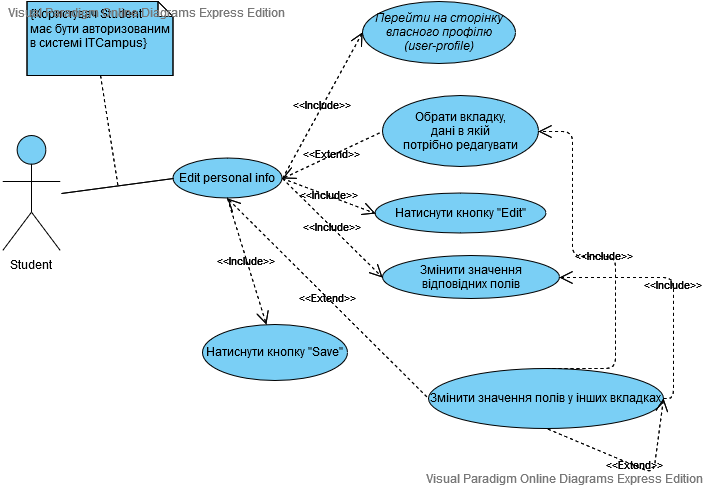 Visual Paradigm Online Diagrams Express Edition
{Користувач Student
має бути авторизованим
в системі ITCampus}
Перейти на сторінку
власного профілю
(user-profile)
<<Include>>
Обрати вкладку,
дані в якій
потрібно редагувати
<<Extend>>
Edit personal info
<<Include>>
Натиснути кнопку "Edit"
<<Include>>
Student
<<Include>>
Змінити значення
відповідних полів
<<Include>>
<<Include>>
<<Extend>>
Натиснути кнопку "Save"
Змінити значення полів у інших вкладках
<<Extend>>
Visual Paradigm Online Diagrams Express Edition